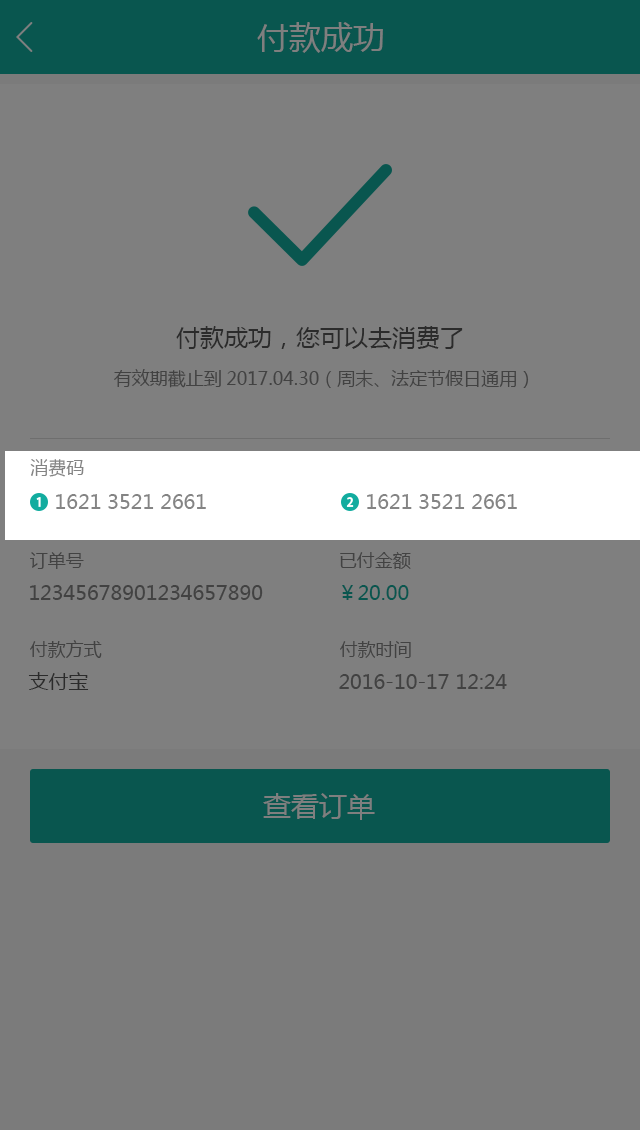 付款成功
付款成功，您可以去消费了
有效期截止到 2017.04.30（周末、法定节假日通用）
消费码
1 1621 3521 2661
2 1621 3521 2661
订单号
已付金额
12345678901234657890
¥ 20.00
付款方式
付款时间
支付宝
2016-10-17 12:24
查看订单